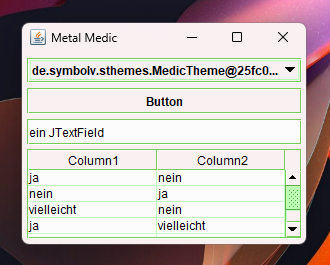 Metal Medic
de.symbolv.sthemes.MedicTheme@25fc0...
Button
ein JTextField
Column1 Column2
ja nein
nein ja
vielleicht nein
ja vielleicht